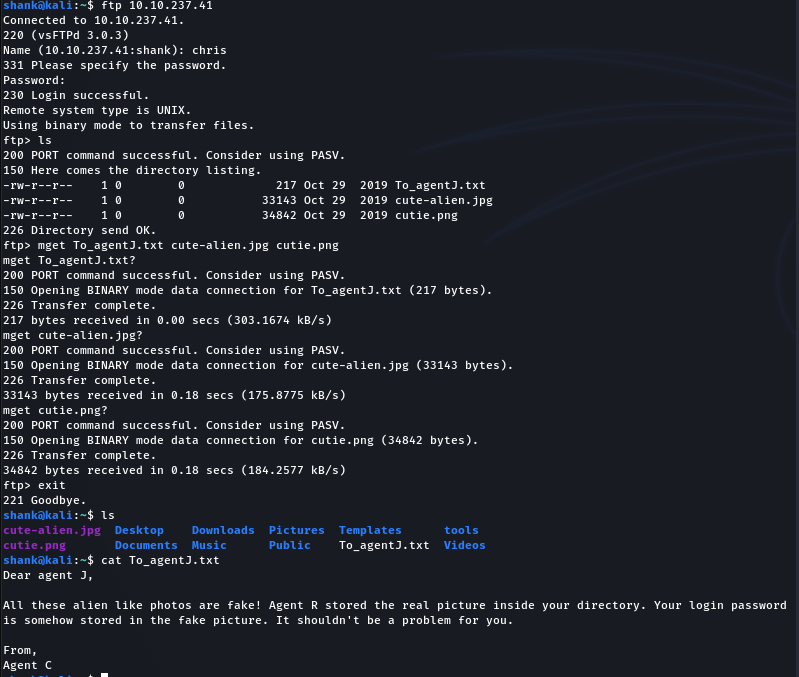 shank@kali:~$ ftp 10.10.237.41
Connected to 10.10.237.41.
220 (vsFTPd 3.0.3)
Name (10.10.237.41:shank): chris
331 Please specify the password.
Password:
230 Login successful.
Remote system type is UNIX.
Using binary mode to transfer files.
ftp> ls
200 PORT command successful. Consider using PASV.
150 Here comes the directory listing.
-rw-r--r--    1 0        0             217 Oct 29  2019 To_agentJ.txt
-rw-r--r--    1 0        0           33143 Oct 29  2019 cute-alien.jpg
-rw-r--r--    1 0        0           34842 Oct 29  2019 cutie.png
226 Directory send OK.
ftp> mget To_agentJ.txt cute-alien.jpg cutie.png
mget To_agentJ.txt?
200 PORT command successful. Consider using PASV.
150 Opening BINARY mode data connection for To_agentJ.txt (217 bytes).
226 Transfer complete.
217 bytes received in 0.00 secs (303.1674 kB/s)
mget cute-alien.jpg?
200 PORT command successful. Consider using PASV.
150 Opening BINARY mode data connection for cute-alien.jpg (33143 bytes).
226 Transfer complete.
33143 bytes received in 0.18 secs (175.8775 kB/s)
mget cutie.png?
200 PORT command successful. Consider using PASV.
150 Opening BINARY mode data connection for cutie.png (34842 bytes).
226 Transfer complete.
34842 bytes received in 0.18 secs (184.2577 kB/s)
ftp> exit
221 Goodbye.
shank@kali:~$ ls
cute-alien.jpg  Desktop    Downloads  Pictures  Templates      tools
cutie.png       Documents  Music      Public    To_agentJ.txt  Videos
shank@kali:~$ cat To_agentJ.txt
Dear agent J,
All these alien like photos are fake! Agent R stored the real picture inside your directory. Your login password
is somehow stored in the fake picture. It shouldn't be a problem for you.
From,
Agent C